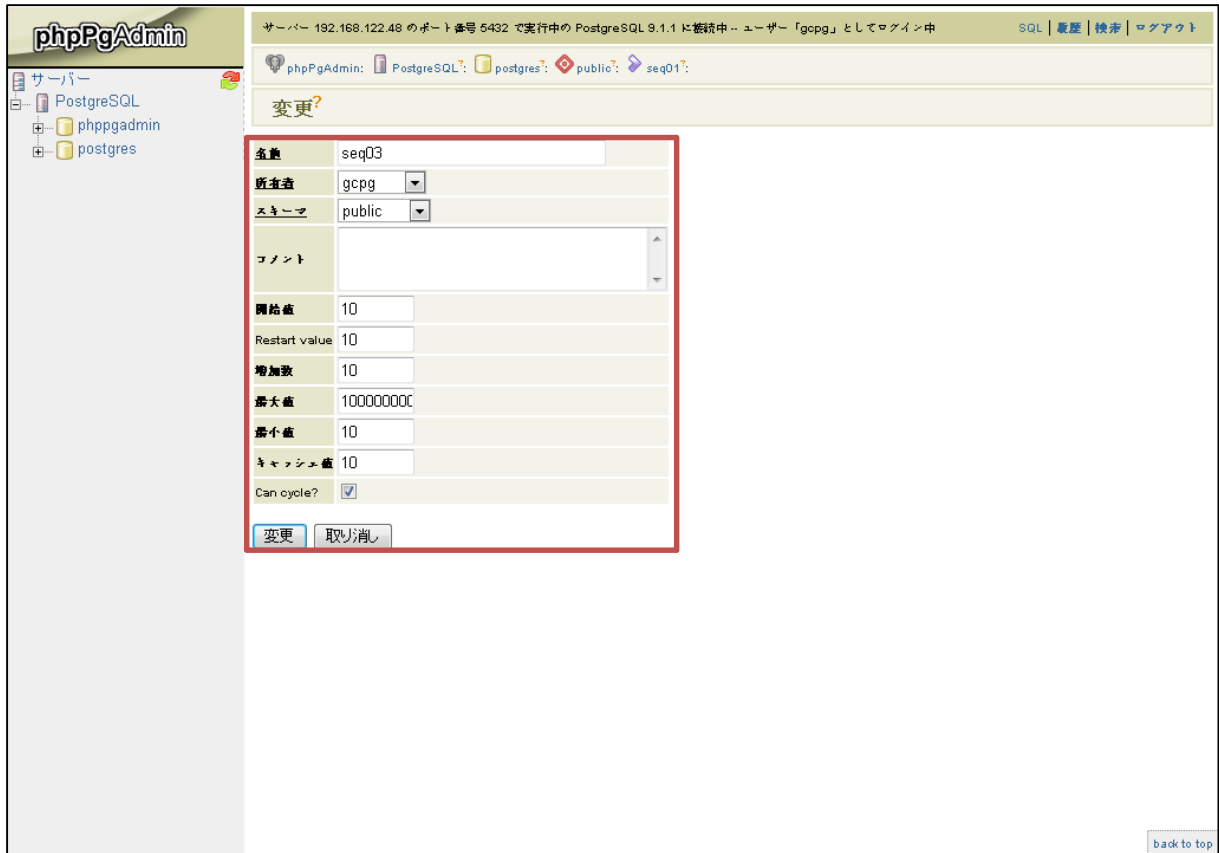 phpPgAdmin
サーバー 192.168.122.48 のポート番号 5432 で実行中の PostgreSQL 9.1.1 に接続中 -- ユーザー「gcpg」としてログイン中
SQL | 履歴 | 検索 | ログアウト
phpPgAdmin: PostgreSQL?: postgres?: public?: seq01?:
サーバー
PostgreSQL
phppgadmin
postgres
変更?
名前 seq03
所有者 gcpg
スキーマ public
コメント
開始値 10
Restart value 10
増加数 10
最大値 100000000
最小値 10
キャッシュ値 10
Can cycle?
変更 取り消し
back to top